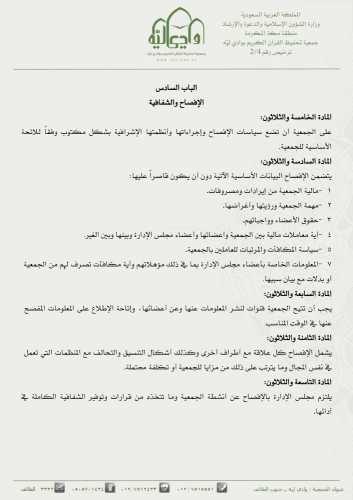 المملكة العربية السعودية
وزارة الشؤون الإسلامية والدعوة والإرشاد
منطقة مكة المكرمة
جمعية تحفيظ القرآن الكريم بوادي ليّه
ترخيص رقم 2/4
الباب السادس
الإفصاح والشفافية
المادة الخامسة والثلاثون:
على الجمعية أن تضع سياسات الإفصاح وإجراءاتها وأنظمتها الإشرافية بشكل مكتوب وفقاً للائحة
الأساسية للجمعية.
المادة السادسة والثلاثون:
يتضمن الإفصاح البيانات الأساسية الآتية دون أن يكون قاصراً عليها:
١ -مالية الجمعية من إيرادات ومصروفات.
٢ -مهمة الجمعية ورؤيتها وأغراضها.
٣ -حقوق الأعضاء وواجباتهم.
٤ -أية معاملات مالية بين الجمعية وأعضائها وأعضاء مجلس الإدارة وبينها وبين الغير.
٥ -سياسة المكافآت والمرتبات للعاملين بالجمعية.
٧ -المعلومات الخاصة بأعضاء مجلس الإدارة بما في ذلك مؤهلاتهم وأية مكافآت تصرف لهم من الجمعية
أو بدلات مع بيان سببها.
المادة السابعة والثلاثون:
يجب أن تتيح الجمعية قنوات لنشر المعلومات عنها وعن أعضائها، وإتاحة الإطلاع على المعلومات المفصح
عنها في الوقت المناسب
المادة الثامنة والثلاثون:
يشمل الإفصاح كل علاقة مع أطراف أخرى وكذلك أشكال التنسيق والتحالف مع المنظمات التي تعمل
في نفس المجال وما يترتب على ذلك من مزايا للجمعية أو تكلفة محتملة.
المادة التاسعة والثلاثون:
يلتزم مجلس الإدارة بالإفصاح عن أنشطة الجمعية وما تتخذه من قرارات وتوفير الشفافية الكاملة في
أدائها.